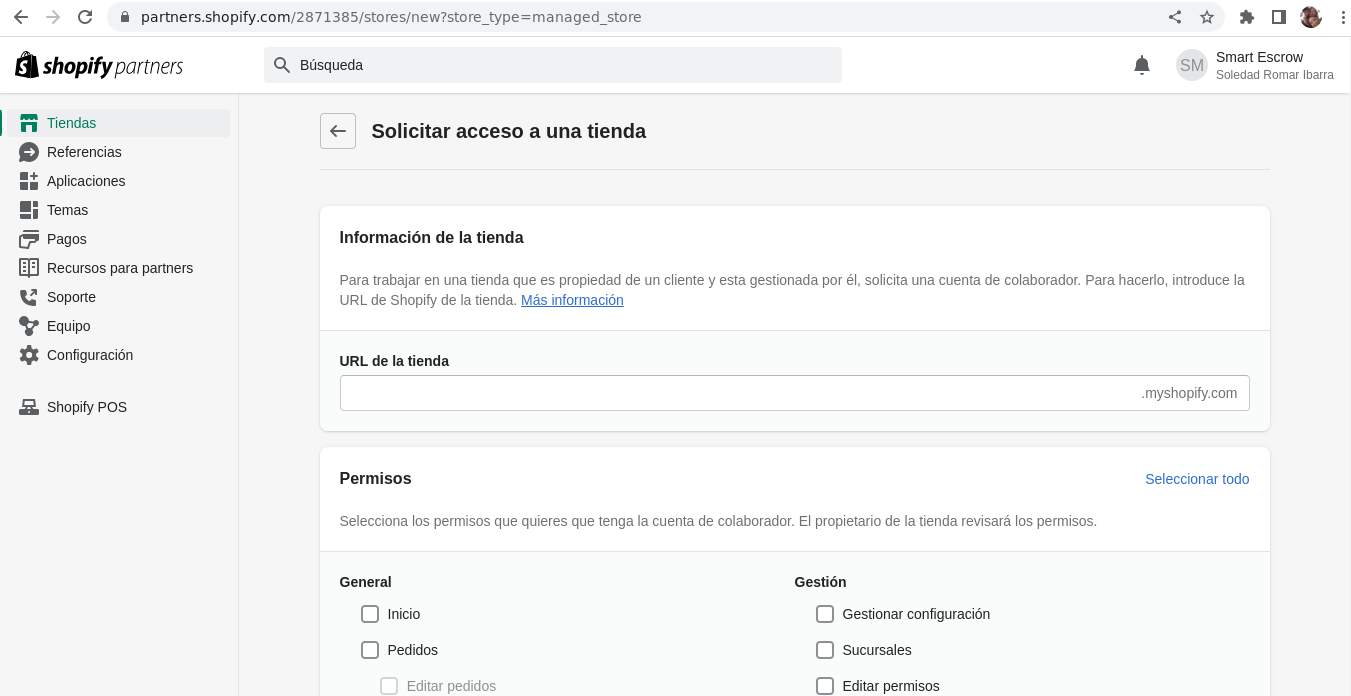 partners.shopify.com/2871385/stores/new?store_type=managed_store
shopify partners
Búsqueda
SM
Smart Escrow
Soledad Romar Ibarra
Tiendas
Referencias
Aplicaciones
Temas
Pagos
Recursos para partners
Soporte
Equipo
Configuración
Shopify POS
Solicitar acceso a una tienda
Información de la tienda
Para trabajar en una tienda que es propiedad de un cliente y esta gestionada por él, solicita una cuenta de colaborador. Para hacerlo, introduce la
URL de Shopify de la tienda. Más información
URL de la tienda
.myshopify.com
Permisos
Seleccionar todo
Selecciona los permisos que quieres que tenga la cuenta de colaborador. El propietario de la tienda revisará los permisos.
General
Inicio
Pedidos
Editar pedidos
Gestión
Gestionar configuración
Sucursales
Editar permisos